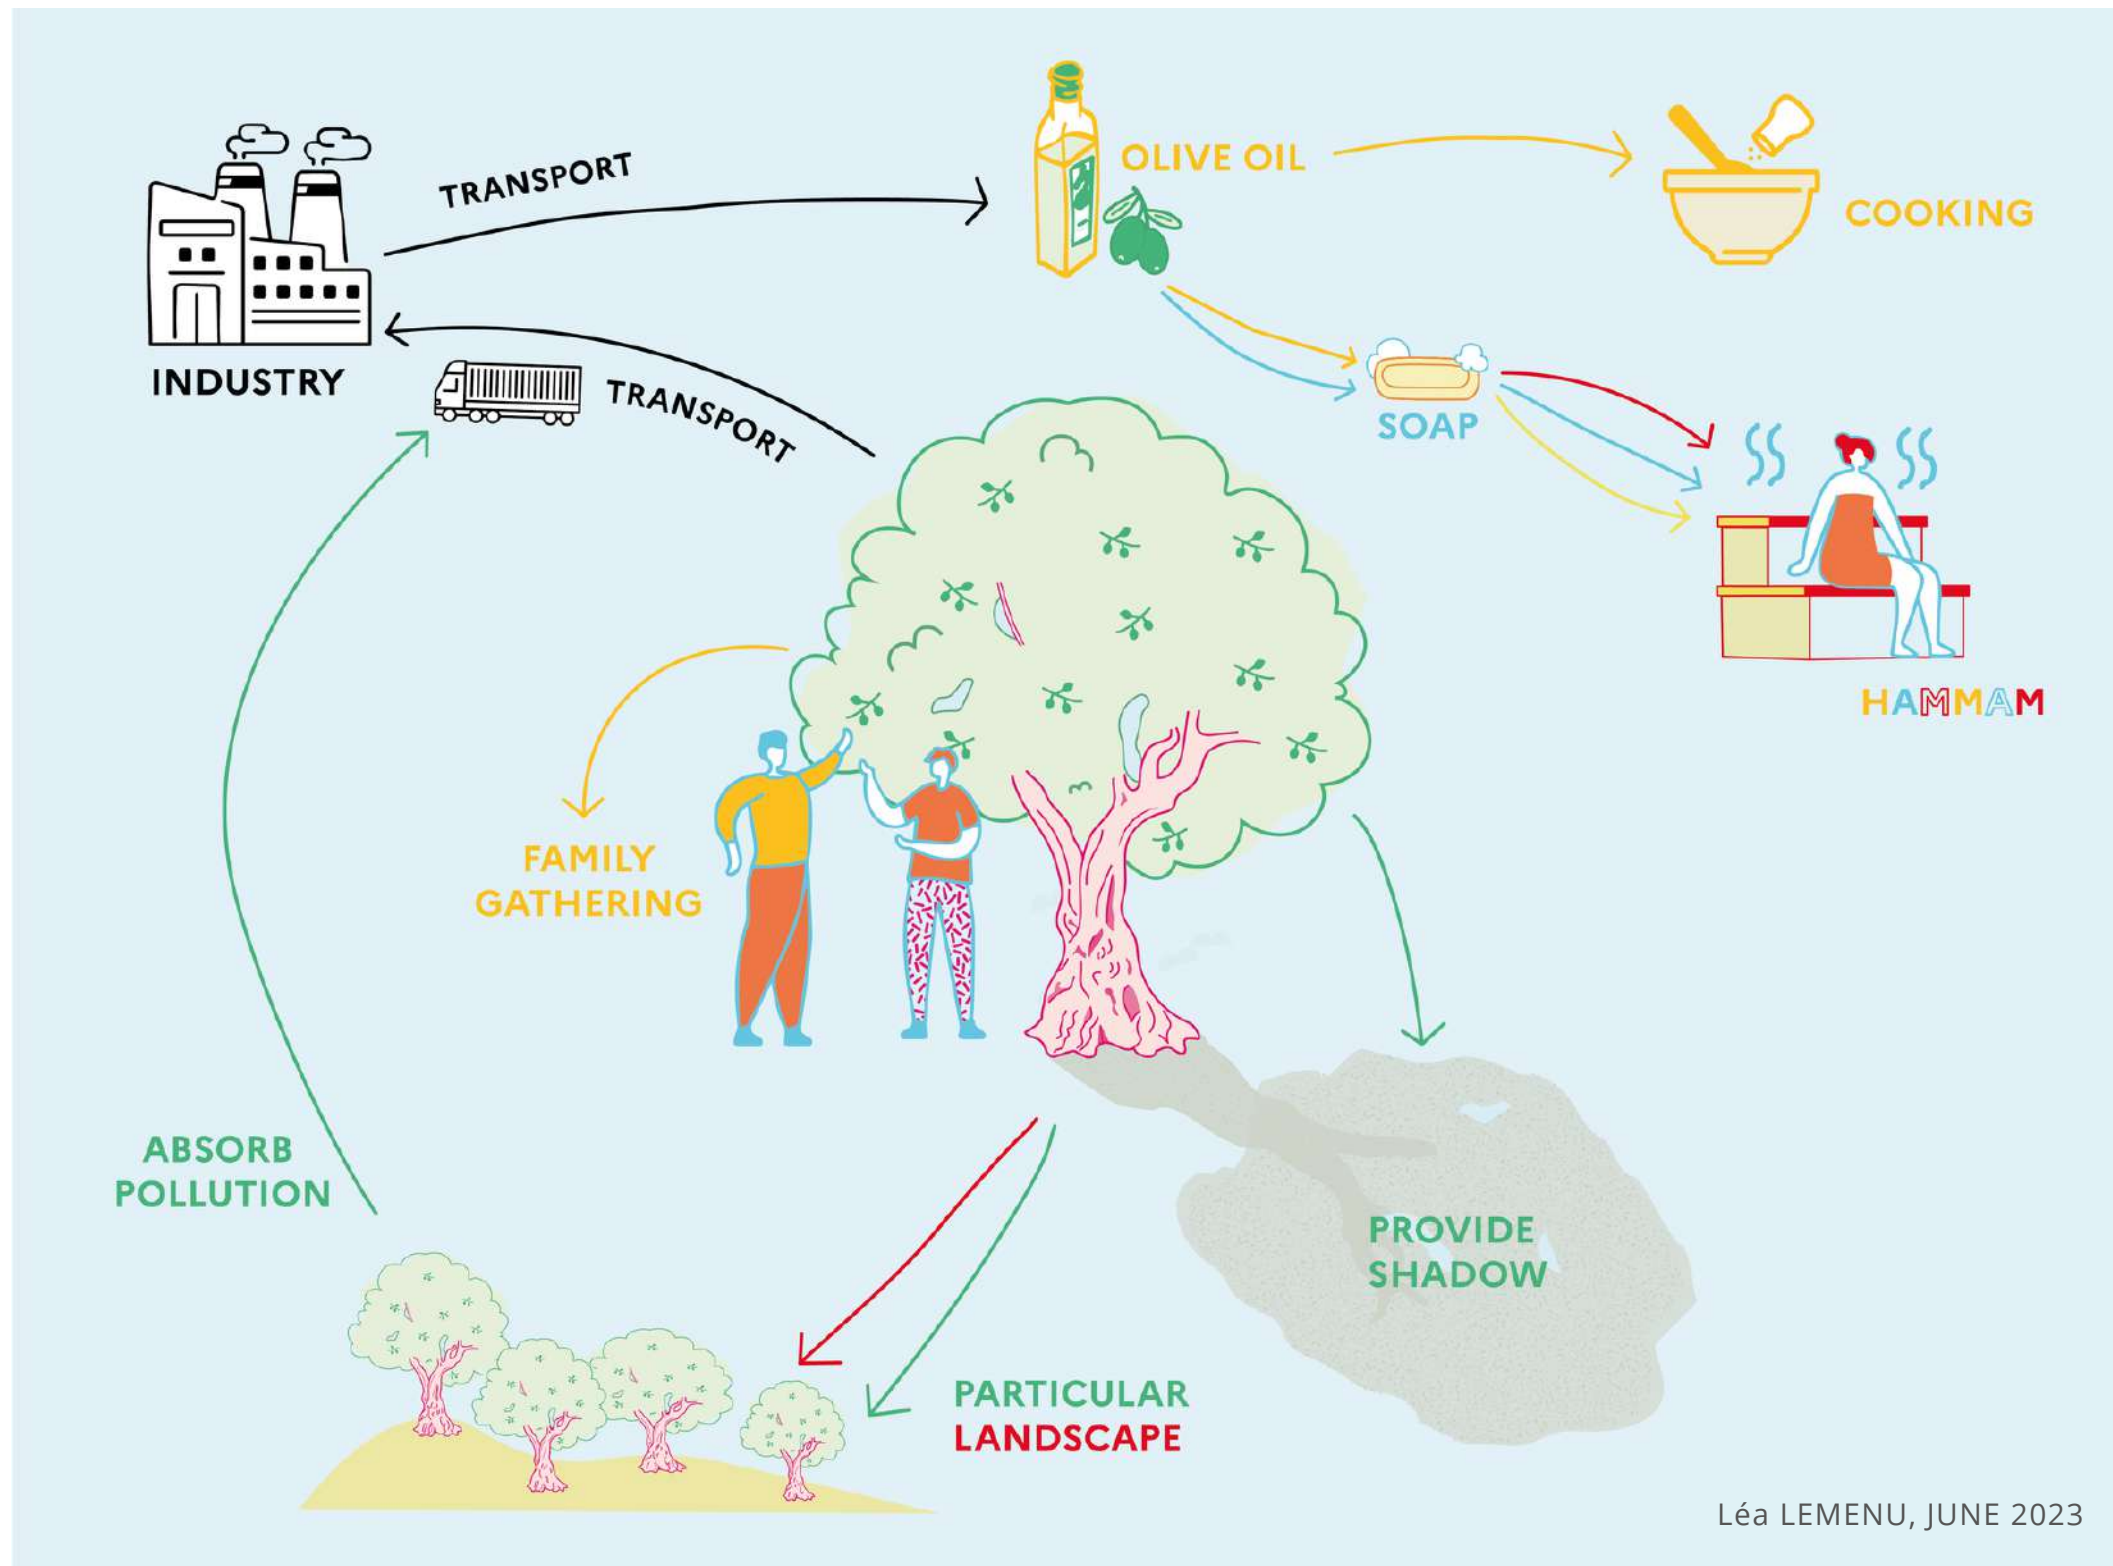 TRANSPORT
OLIVE OIL
COOKING
INDUSTRY
TRANSPORT
SOAP
HAMMAM
FAMILY
GATHERING
ABSORB
POLLUTION
PROVIDE
SHADOW
PARTICULAR
LANDSCAPE
Léa LEMENU, JUNE 2023